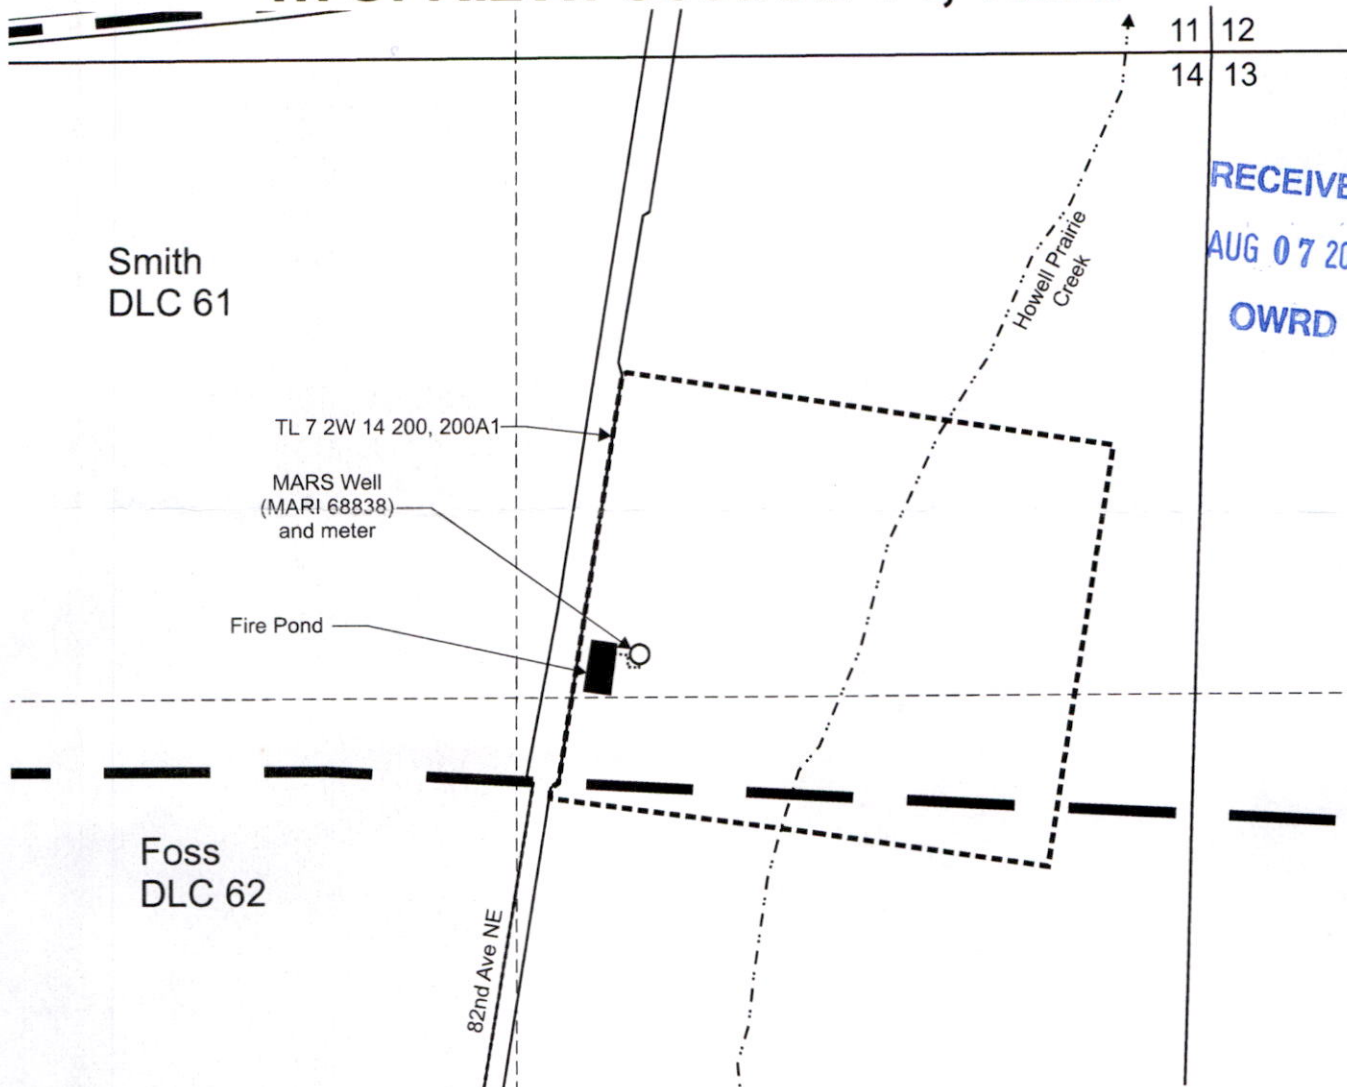 11 12
14 13
RECEIVE
AUG 07 20
OWRD
Smith
DLC 61
Howell Prairie
Creek
TL 7 2W 14 200, 200A1
MARS Well
(MARI 68838)
and meter
Fire Pond
Foss
DLC 62
82nd Ave NE